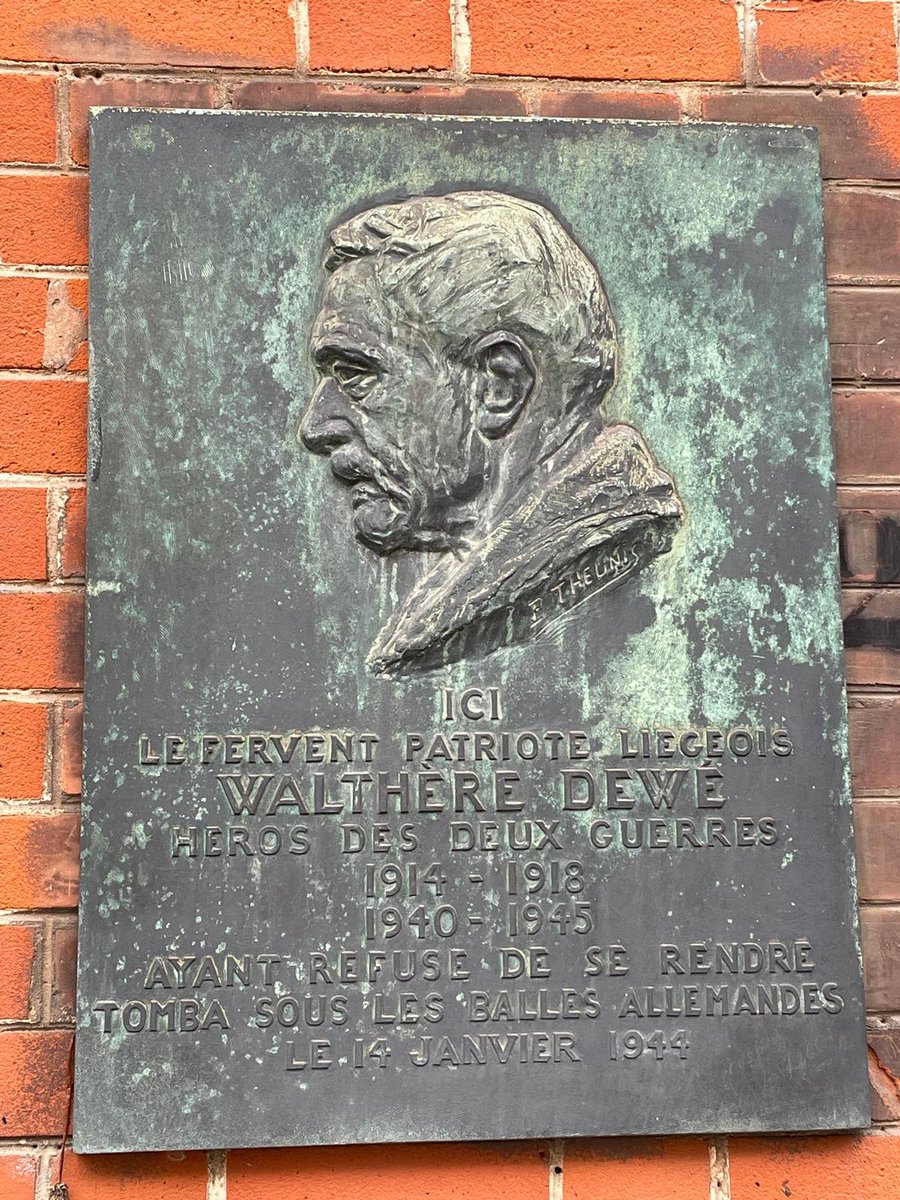 P THEUNIS
ICI
LE FERVENT PATRIOTE LIEGEOIS
WALTHÈRE DEWÉ
HEROS DES DEUX GUERRES
1914 - 1918
1940 - 1945
AYANT REFUSE DE SE RENDRE
TOMBA SOUS LES BALLES ALLEMANDES
LE 14 JANVIER 1944